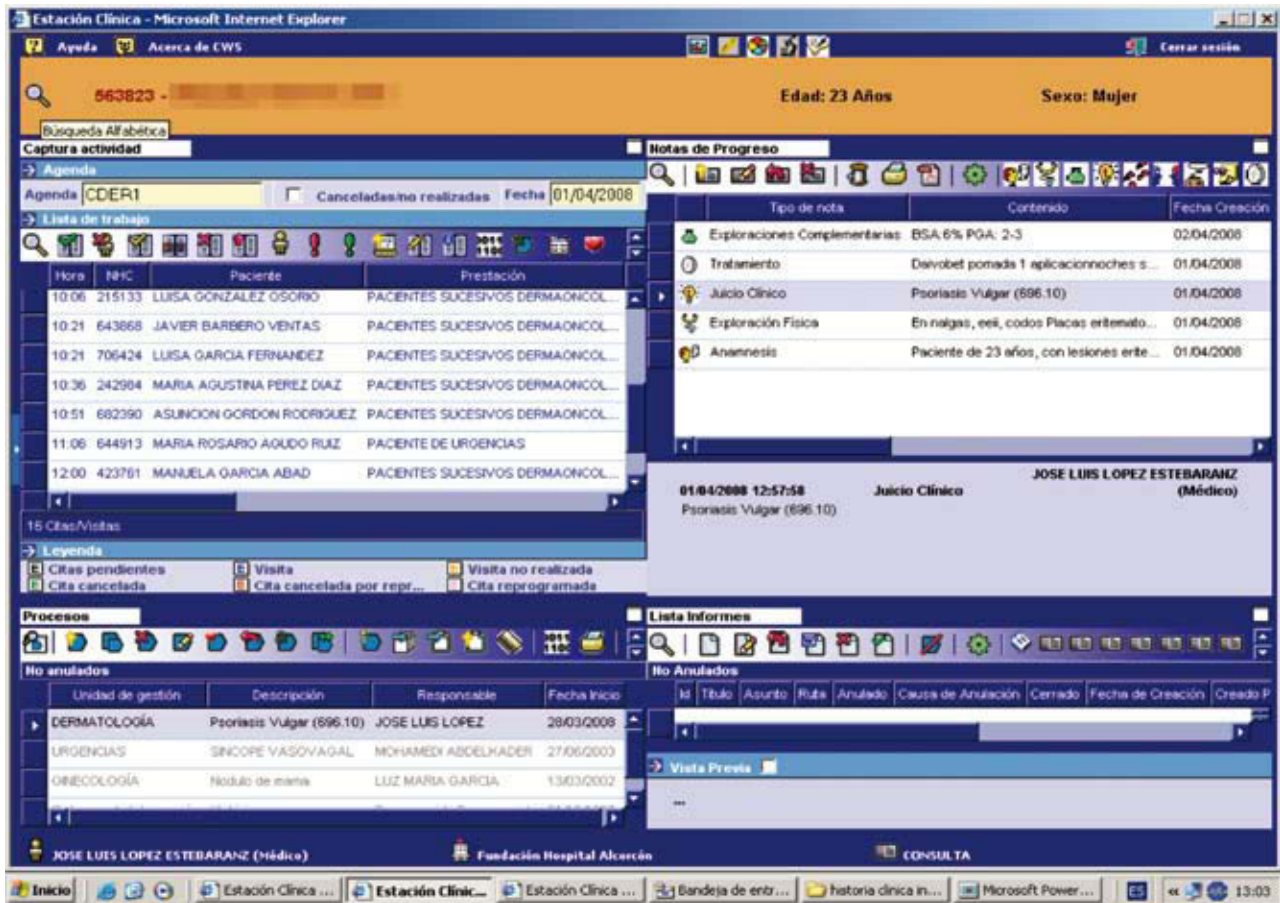 Estación Clínica - Microsoft Internet Explorer
Ayuda Acerca de CWS Cerrar sesión
563823 - Edad: 23 Años Sexo: Mujer
Búsqueda Alfabética
Captura actividad
Agenda
Agenda CDER1 Canceladas/no realizadas Fecha 01/04/2008
Lista de trabajo
Hora NHC Paciente Prestación
10:06 215133 LUISA GONZALEZ OSORIO PACIENTES SUCESIVOS DERMAONCOL...
10:21 643868 JAVIER BARBERO VENTAS PACIENTES SUCESIVOS DERMAONCOL...
10:21 706424 LUISA GARCIA FERNANDEZ PACIENTES SUCESIVOS DERMAONCOL...
10:36 242984 MARIA AGUSTINA PEREZ DIAZ PACIENTES SUCESIVOS DERMAONCOL...
10:51 682390 ASUNCION GORDON RODRIGUEZ PACIENTES SUCESIVOS DERMAONCOL...
11:06 644913 MARIA ROSARIO AGUDO RUIZ PACIENTE DE URGENCIAS
12:00 423761 MANUELA GARCIA ABAD PACIENTES SUCESIVOS DERMAONCOL...
16 Citas/Visitas
Leyenda
Citas pendientes Visita Visita no realizada
Cita cancelada Cita cancelada por repr... Cita reprogramada
Notas de Progreso
Tipo de nota Contenido Fecha Creación
Exploraciones Complementarias BSA 6% PGA: 2-3 02/04/2008
Tratamiento Daivobet pomada 1 aplicacionnoches s... 01/04/2008
Juicio Clínico Psoriasis Vulgar (696.10) 01/04/2008
Exploración Física En nalgas, eeii, codos Placas eritemato... 01/04/2008
Anamnesis Paciente de 23 años, con lesiones erite... 01/04/2008
JOSE LUIS LOPEZ ESTEBARANZ
01/04/2008 12:57:58 Juicio Clínico (Médico)
Psoriasis Vulgar (696.10)
Procesos
No anulados
Unidad de gestión Descripción Responsable Fecha Inicio
DERMATOLOGÍA Psoriasis Vulgar (696.10) JOSE LUIS LOPEZ 28/03/2008
URGENCIAS SINCOPE VASOVAGAL MOHAMEDI ABDELKADER 27/06/2003
GINECOLOGÍA Nodulo de mama LUZ MARIA GARCIA 13/03/2002
Lista Informes
No Anulados
Id Título Asunto Ruta Anulado Causa de Anulación Cerrado Fecha de Creación Creado P
Vista Previa
...
JOSE LUIS LOPEZ ESTEBARANZ (Médico) Fundación Hospital Alcorcón CONSULTA
Inicio Estación Clínica ... Estación Clínic... Estación Clínica ... Bandeja de entr... historia clinica in... Microsoft Power... ES 13:03